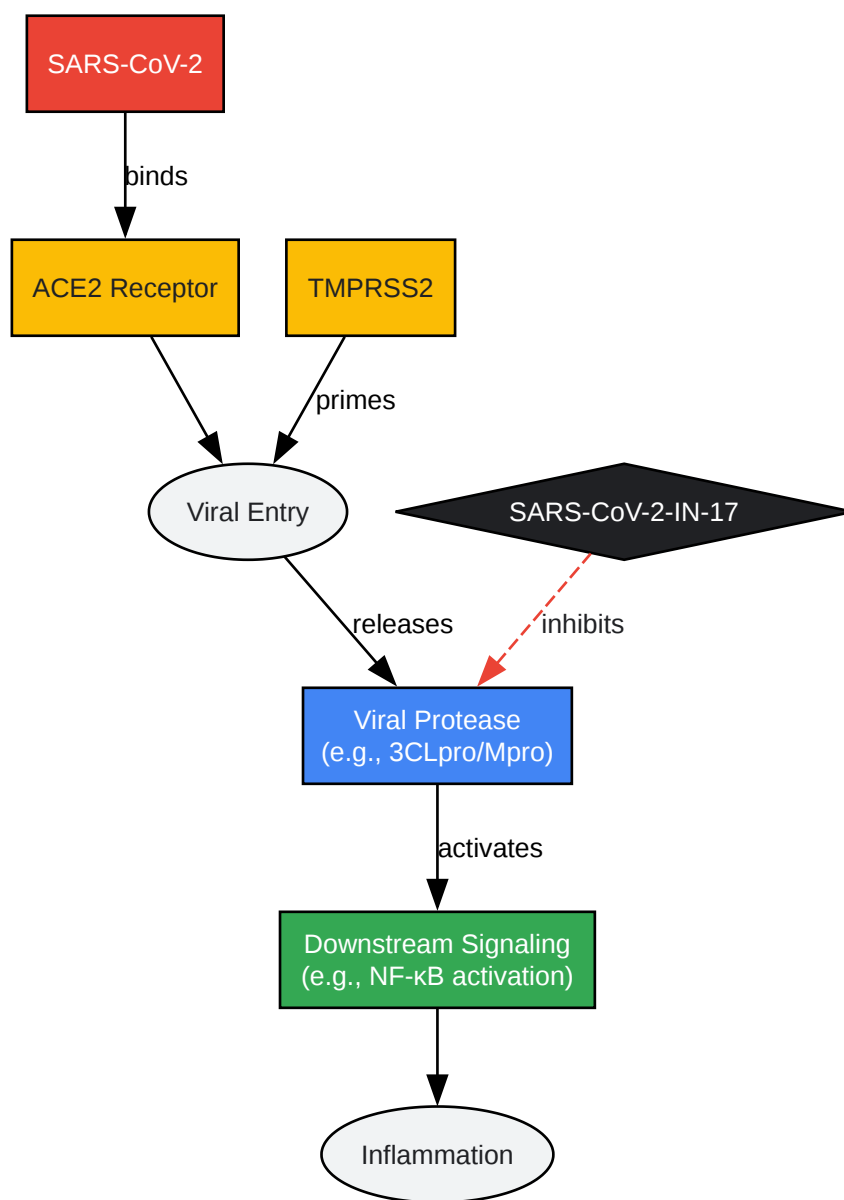 SARS-CoV-2
binds
ACE2 Receptor
TMPRSS2
primes
Viral Entry
SARS-CoV-2-IN-17
releases
inhibits
Viral Protease
(e.g., 3CLpro/Mpro)
activates
Downstream Signaling
(e.g., NF-κB activation)
Inflammation